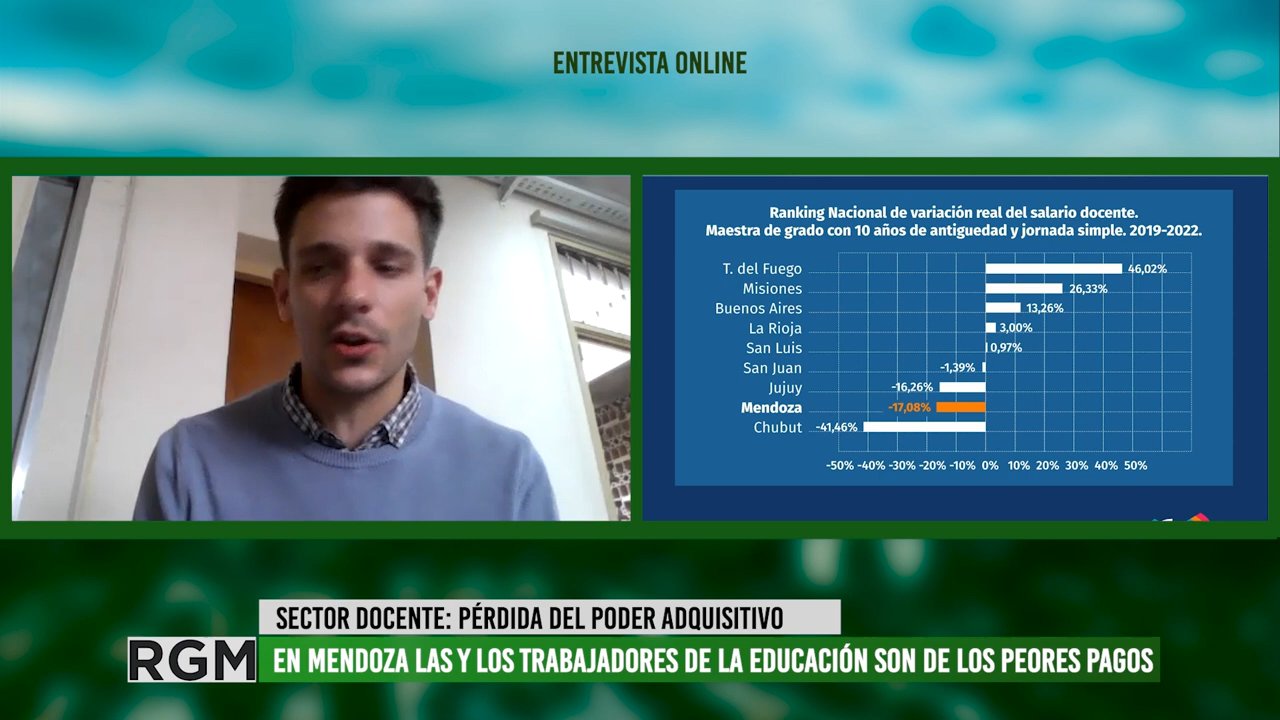 ENTREVISTA ONLINE
Ranking Nacional de variación real del salario docente.
Maestra de grado con 10 años de antiguedad y jornada simple. 2019-2022.
T. del Fuego 46,02%
Misiones 26,33%
Buenos Aires 13,26%
La Rioja 3,00%
San Luis 0,97%
San Juan -1,39%
Jujuy -16,26%
Mendoza -17,08%
Chubut -41,46%
-50% -40% -30% -20% -10% 0% 10% 20% 30% 40% 50%
SECTOR DOCENTE: PÉRDIDA DEL PODER ADQUISITIVO
RGM EN MENDOZA LAS Y LOS TRABAJADORES DE LA EDUCACIÓN SON DE LOS PEORES PAGOS